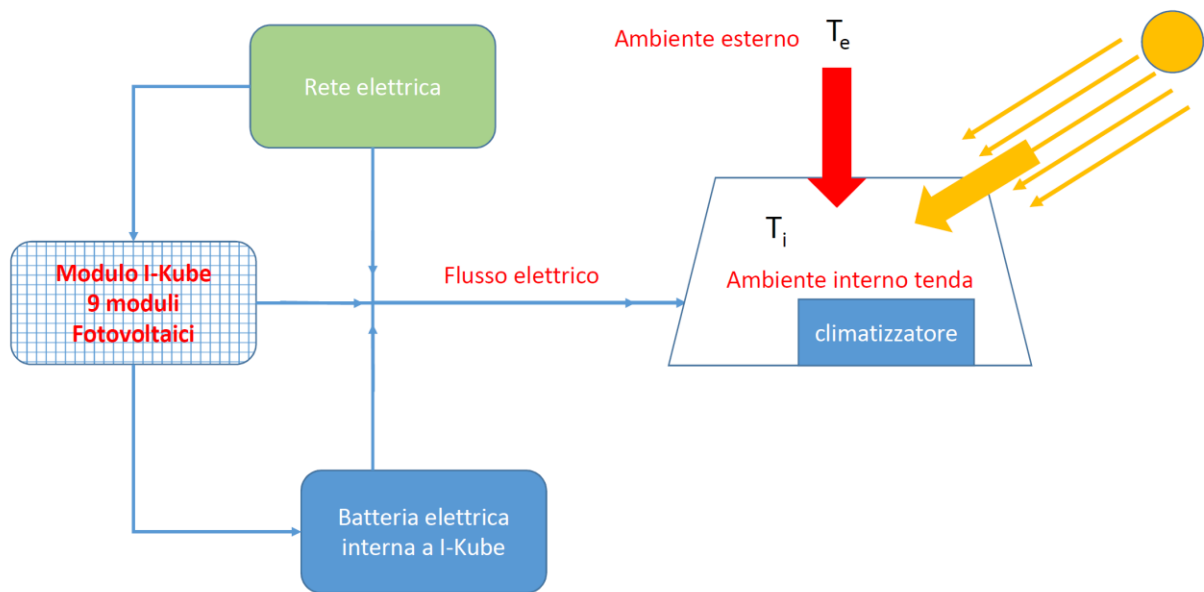 Ambiente esterno
Te
Rete elettrica
Ti
Modulo I-Kube
9 moduli
Fotovoltaici
Flusso elettrico
Ambiente interno tenda
climatizzatore
Batteria elettrica
interna a I-Kube